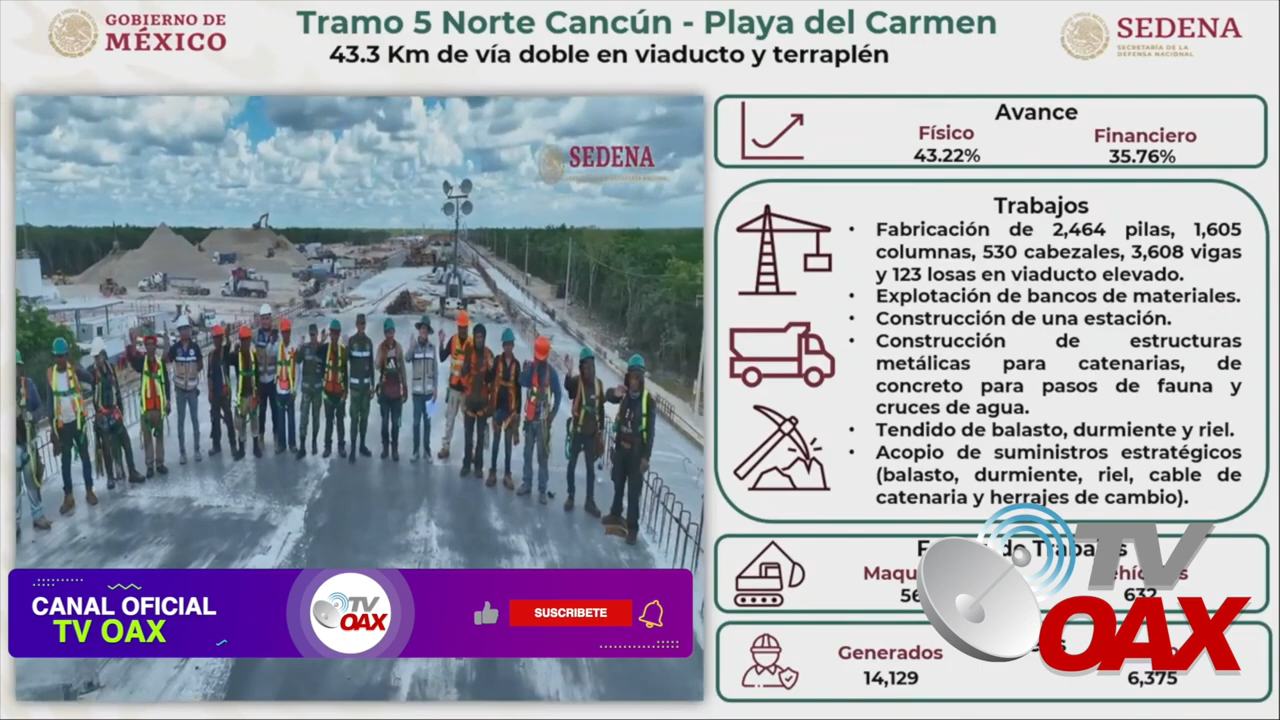 GOBIERNO DE
MÉXICO
Tramo 5 Norte Cancún - Playa del Carmen
43.3 Km de vía doble en viaducto y terraplén
SEDENA
SECRETARÍA DE LA
DEFENSA NACIONAL
SEDENA
Avance
Físico
43.22%
Financiero
35.76%
Trabajos
• Fabricación de 2,464 pilas, 1,605
columnas, 530 cabezales, 3,608 vigas
y 123 losas en viaducto elevado.
• Explotación de bancos de materiales.
• Construcción de una estación.
• Construcción de estructuras
metálicas para catenarias, de
concreto para pasos de fauna y
cruces de agua.
• Tendido de balasto, durmiente y riel.
• Acopio de suministros estratégicos
(balasto, durmiente, riel, cable de
catenaria y herrajes de cambio).
de
632
Generados
14,129
6,375
CANAL OFICIAL
TV OAX
TV
OAX
SUSCRIBETE
TV
OAX